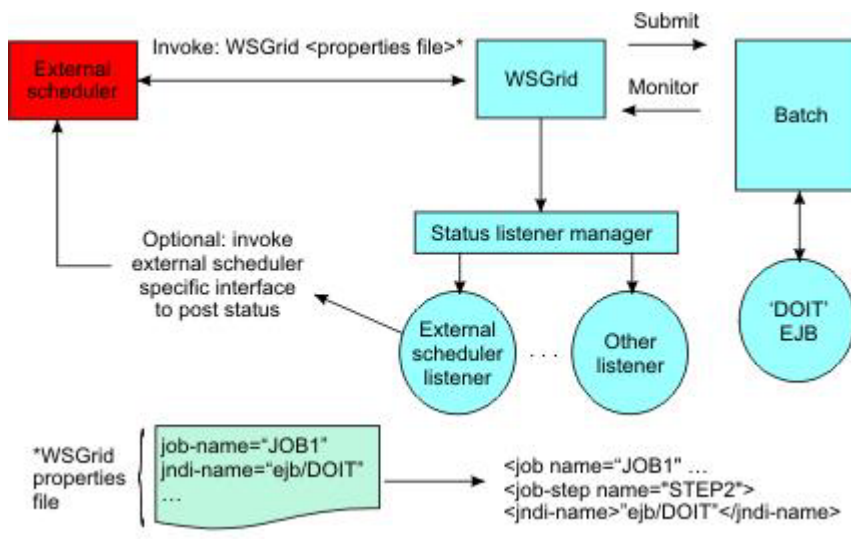 Submit
Invoke: WSGrid <properties file>*
External
scheduler
WSGrid
Monitor
Batch
Optional: invoke
external scheduler
specific interface
to post status
Status listener manager
External
scheduler
listener
. . .
Other
listener
‘DOIT’
EJB
*WSGrid
properties
file
job-name="JOB1"
jndi-name="ejb/DOIT"
...
<job name="JOB1" ...
<job-step name="STEP2">
<jndi-name>"ejb/DOIT"</jndi-name>